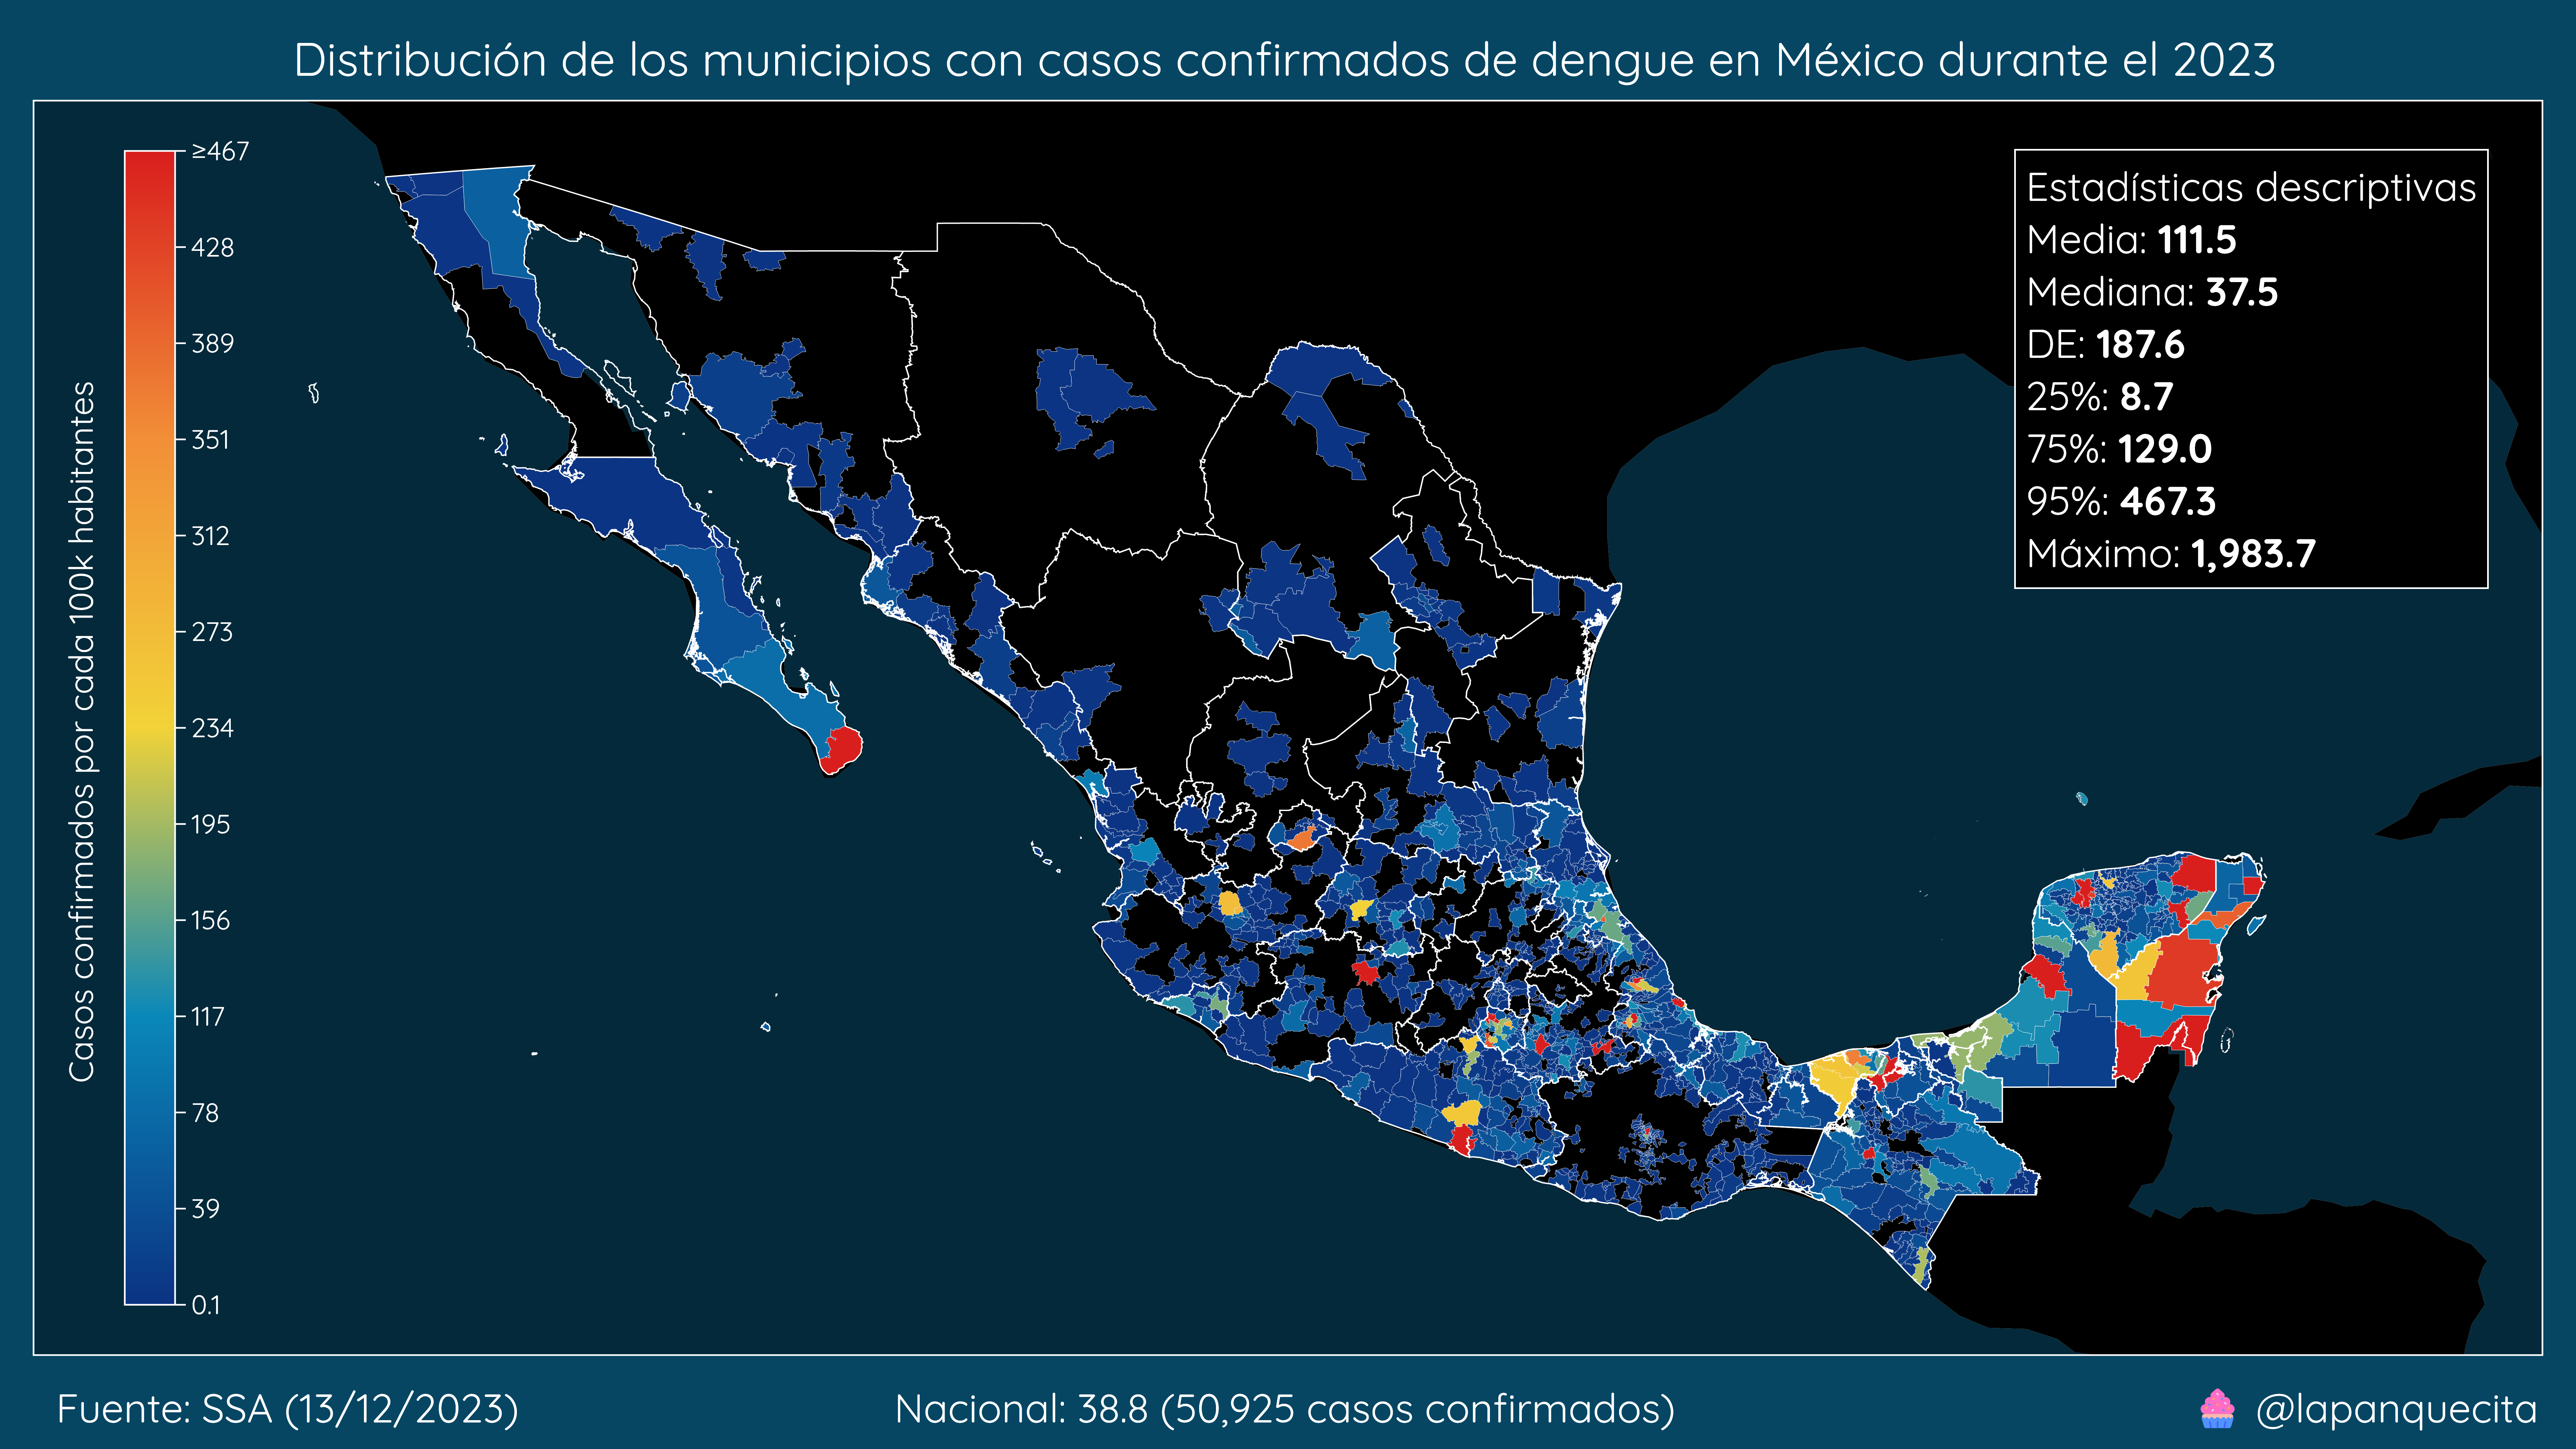 Distribución de los municipios con casos confirmados de dengue en México durante el 2023
Casos confirmados por cada 100k habitantes
≥467
428
389
351
312
273
234
195
156
117
78
39
0.1
Estadísticas descriptivas
Media: 111.5
Mediana: 37.5
DE: 187.6
25%: 8.7
75%: 129.0
95%: 467.3
Máximo: 1,983.7
Fuente: SSA (13/12/2023)
Nacional: 38.8 (50,925 casos confirmados)
@lapanquecita